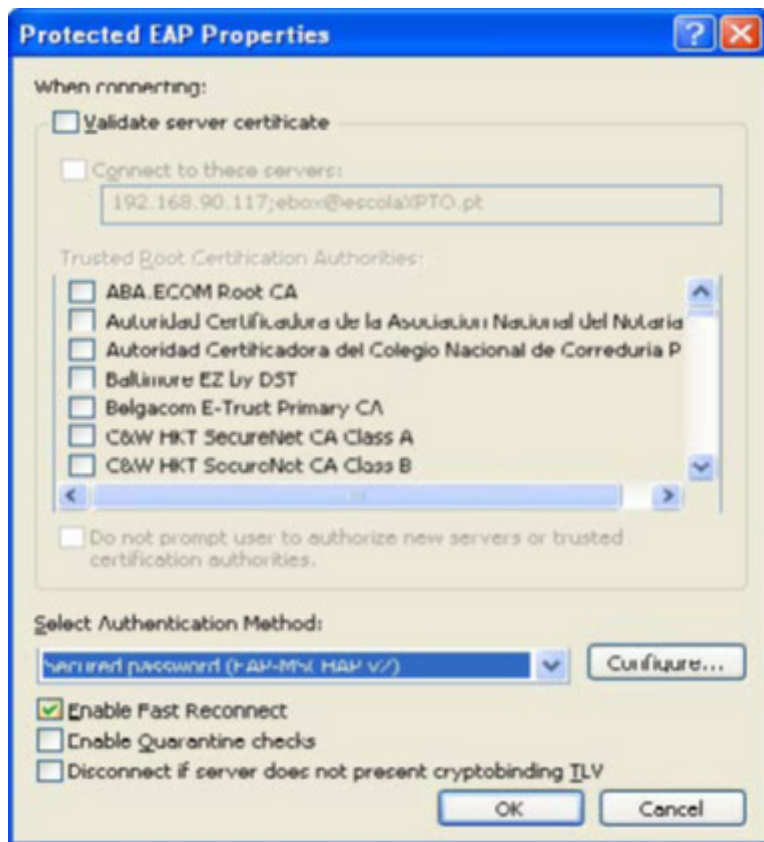 Protected EAP Properties
When connecting:
Validate server certificate
Connect to these servers:
192.168.90.117;ebox@escolaXPTO.pt
Trusted Root Certification Authorities:
ABA.ECOM Root CA
Autoridad Certificadora de la Asociacion Nacional del Notaria
Autoridad Certificadora del Colegio Nacional de Correduria P
Baltimore EZ by DST
Belgacom E-Trust Primary CA
C&W HKT SecureNet CA Class A
C&W HKT SecureNet CA Class B
Do not prompt user to authorize new servers or trusted
certification authorities.
Select Authentication Method:
Secured password (EAP-MSCHAP v2)
Configure...
Enable Fast Reconnect
Enable Quarantine checks
Disconnect if server does not present cryptobinding TLV
OK Cancel